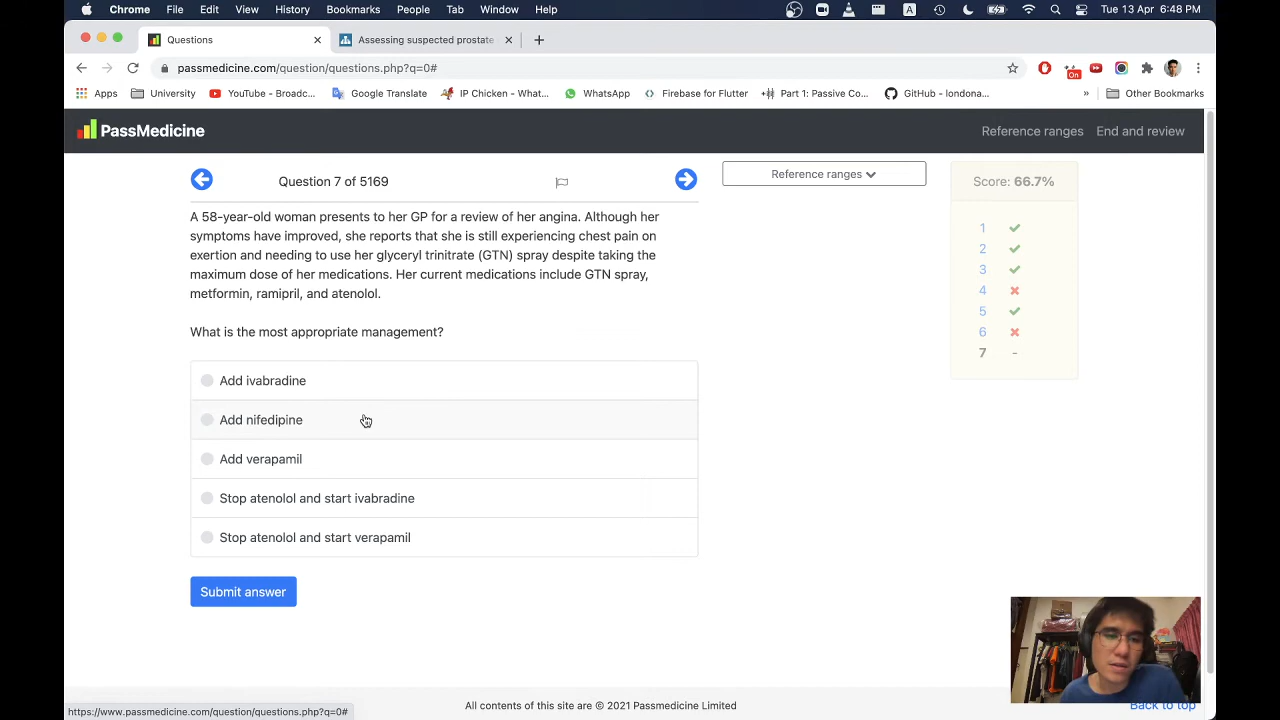 Chrome File Edit View History Bookmarks People Tab Window Help A Tue 13 Apr 6:48 PM
Questions Assessing suspected prostate
passmedicine.com/question/questions.php?q=0# On
Apps University YouTube - Broadc... Google Translate IP Chicken - What... WhatsApp Firebase for Flutter Part 1: Passive Co... GitHub - londona... » Other Bookmarks
PassMedicine Reference ranges End and review
Question 7 of 5169 Reference ranges Score: 66.7%
A 58-year-old woman presents to her GP for a review of her angina. Although her
symptoms have improved, she reports that she is still experiencing chest pain on
exertion and needing to use her glyceryl trinitrate (GTN) spray despite taking the
maximum dose of her medications. Her current medications include GTN spray,
metformin, ramipril, and atenolol.
What is the most appropriate management?
Add ivabradine
Add nifedipine
Add verapamil
Stop atenolol and start ivabradine
Stop atenolol and start verapamil
Submit answer
1
2
3
4
5
6
7 -
All contents of this site are © 2021 Passmedicine Limited
Back to top
https://www.passmedicine.com/question/questions.php?q=0#